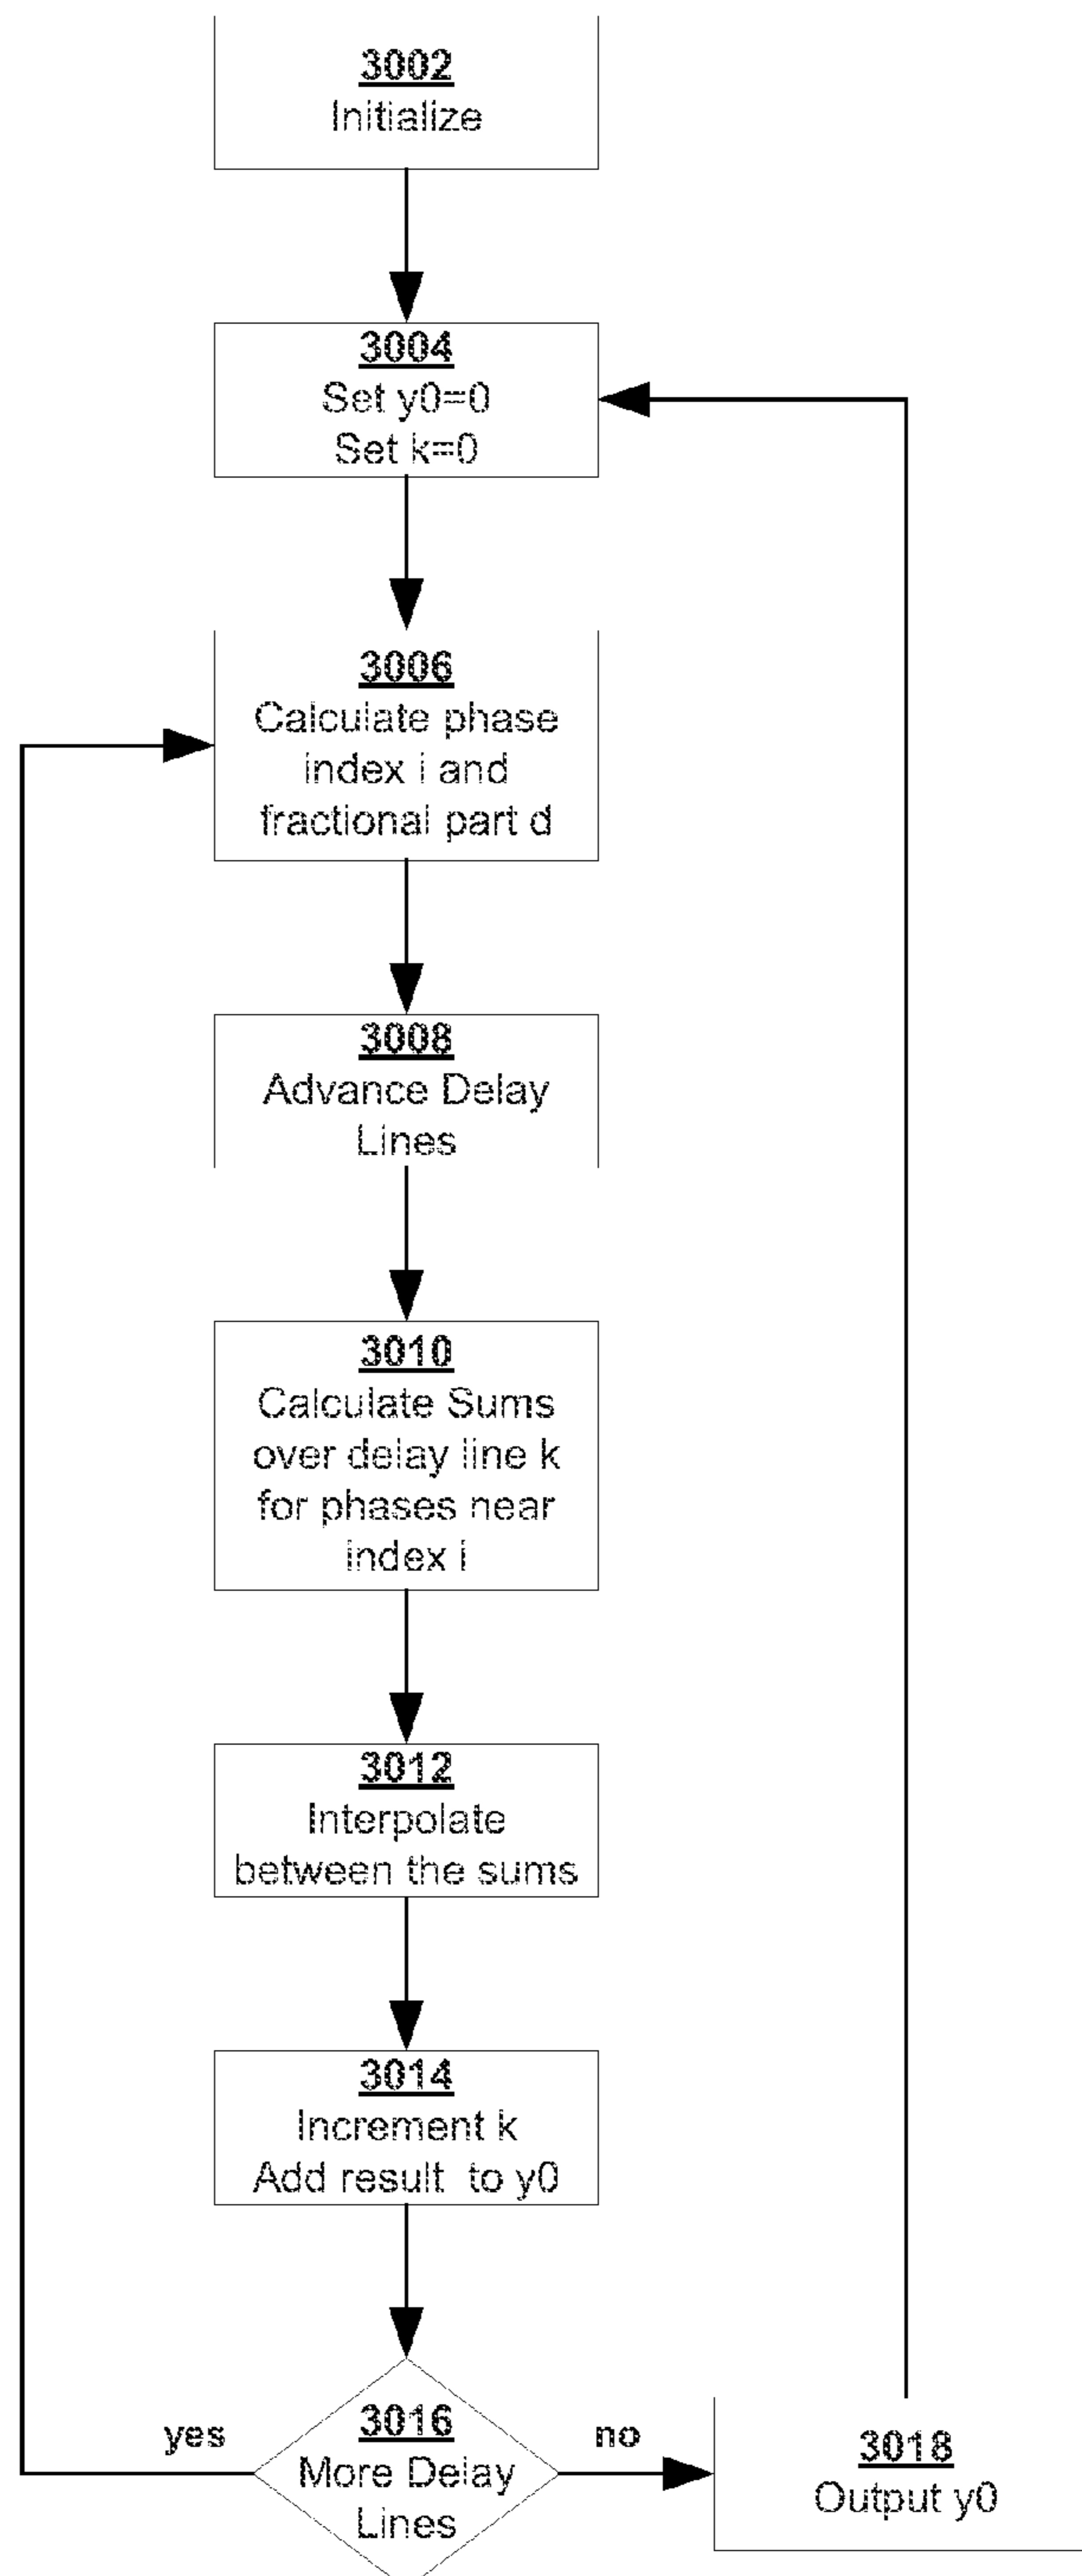 3002
Initialize
3004
Set y0=0
Set k=0
3006
Calculate phase
index i and
fractional part d
3008
Advance Delay
Lines
3010
Calculate Sums
over delay line k
for phases near
index i
3012
Interpolate
between the sums
3014
Increment k
Add result to y0
yes
3016
More Delay
Lines
no
3018
Output y0